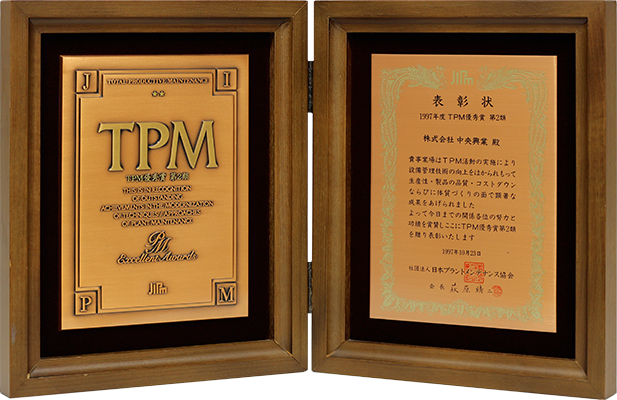 J
I
TOTAL PRODUCTIVE MAINTENANCE
★★
TPM
TPM優秀賞 第2類
THIS IS IN RECOGNITION
OF OUTSTANDING
ACHIEVEMENTS IN THE MODERNIZATION
OF TECHNIQUES/APPROACHES
OF PLANT MAINTENANCE
PM
Excellent Awards
JIPM
P
M
JIPM
表彰状
1997年度 TPM優秀賞 第2類
株式会社 中央興業 殿
貴事業場はTPM活動の実施により
設備管理技術の向上をはかられもって
生産性・製品の品質・コストダウン
ならびに体質づくりの面で顕著な
成果をあげられました
よって今日までの関係各位の努力と
功績を賞賛しここにTPM優秀賞第2類
を贈り表彰いたします
1997年10月23日
社団法人 日本プラントメンテナンス協会
会長